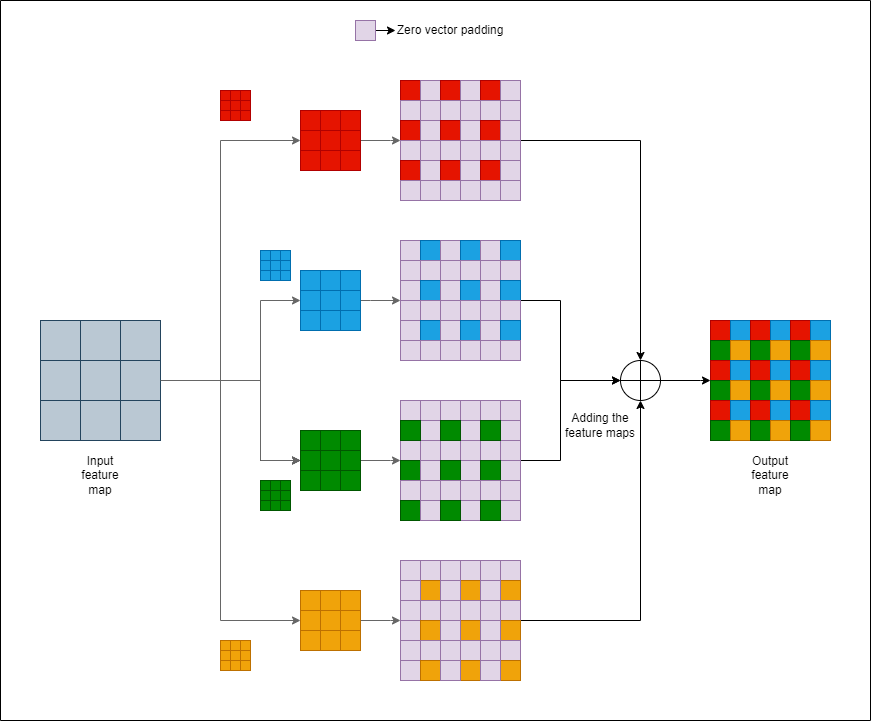 Zero vector padding
Adding the
feature maps
Input
feature
map
Output
feature
map